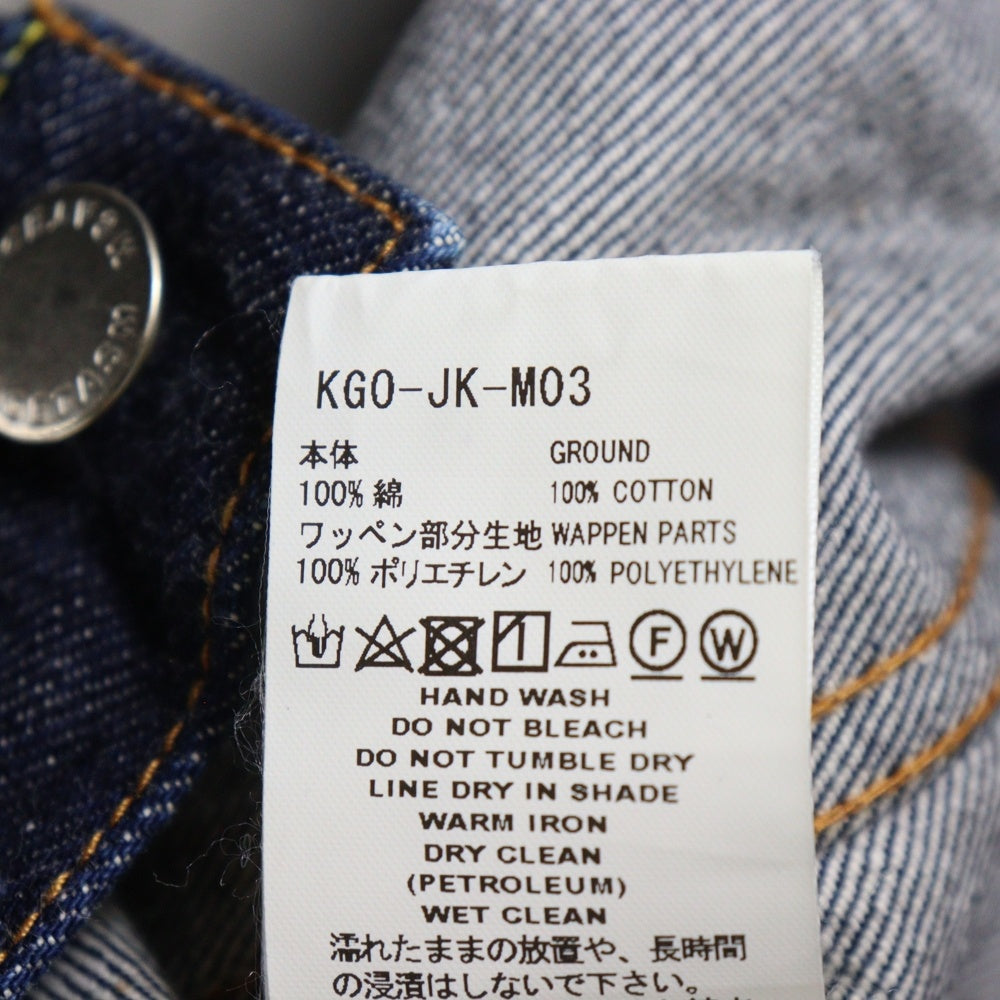 KGO-JK-M03
本体 GROUND
100% 綿 100% COTTON
ワッペン部分生地 WAPPEN PARTS
100% ポリエチレン 100% POLYETHYLENE
F W
HAND WASH
DO NOT BLEACH
DO NOT TUMBLE DRY
LINE DRY IN SHADE
WARM IRON
DRY CLEAN
(PETROLEUM)
WET CLEAN
濡れたままの放置や、長時間
の浸漬はしないで下さい。